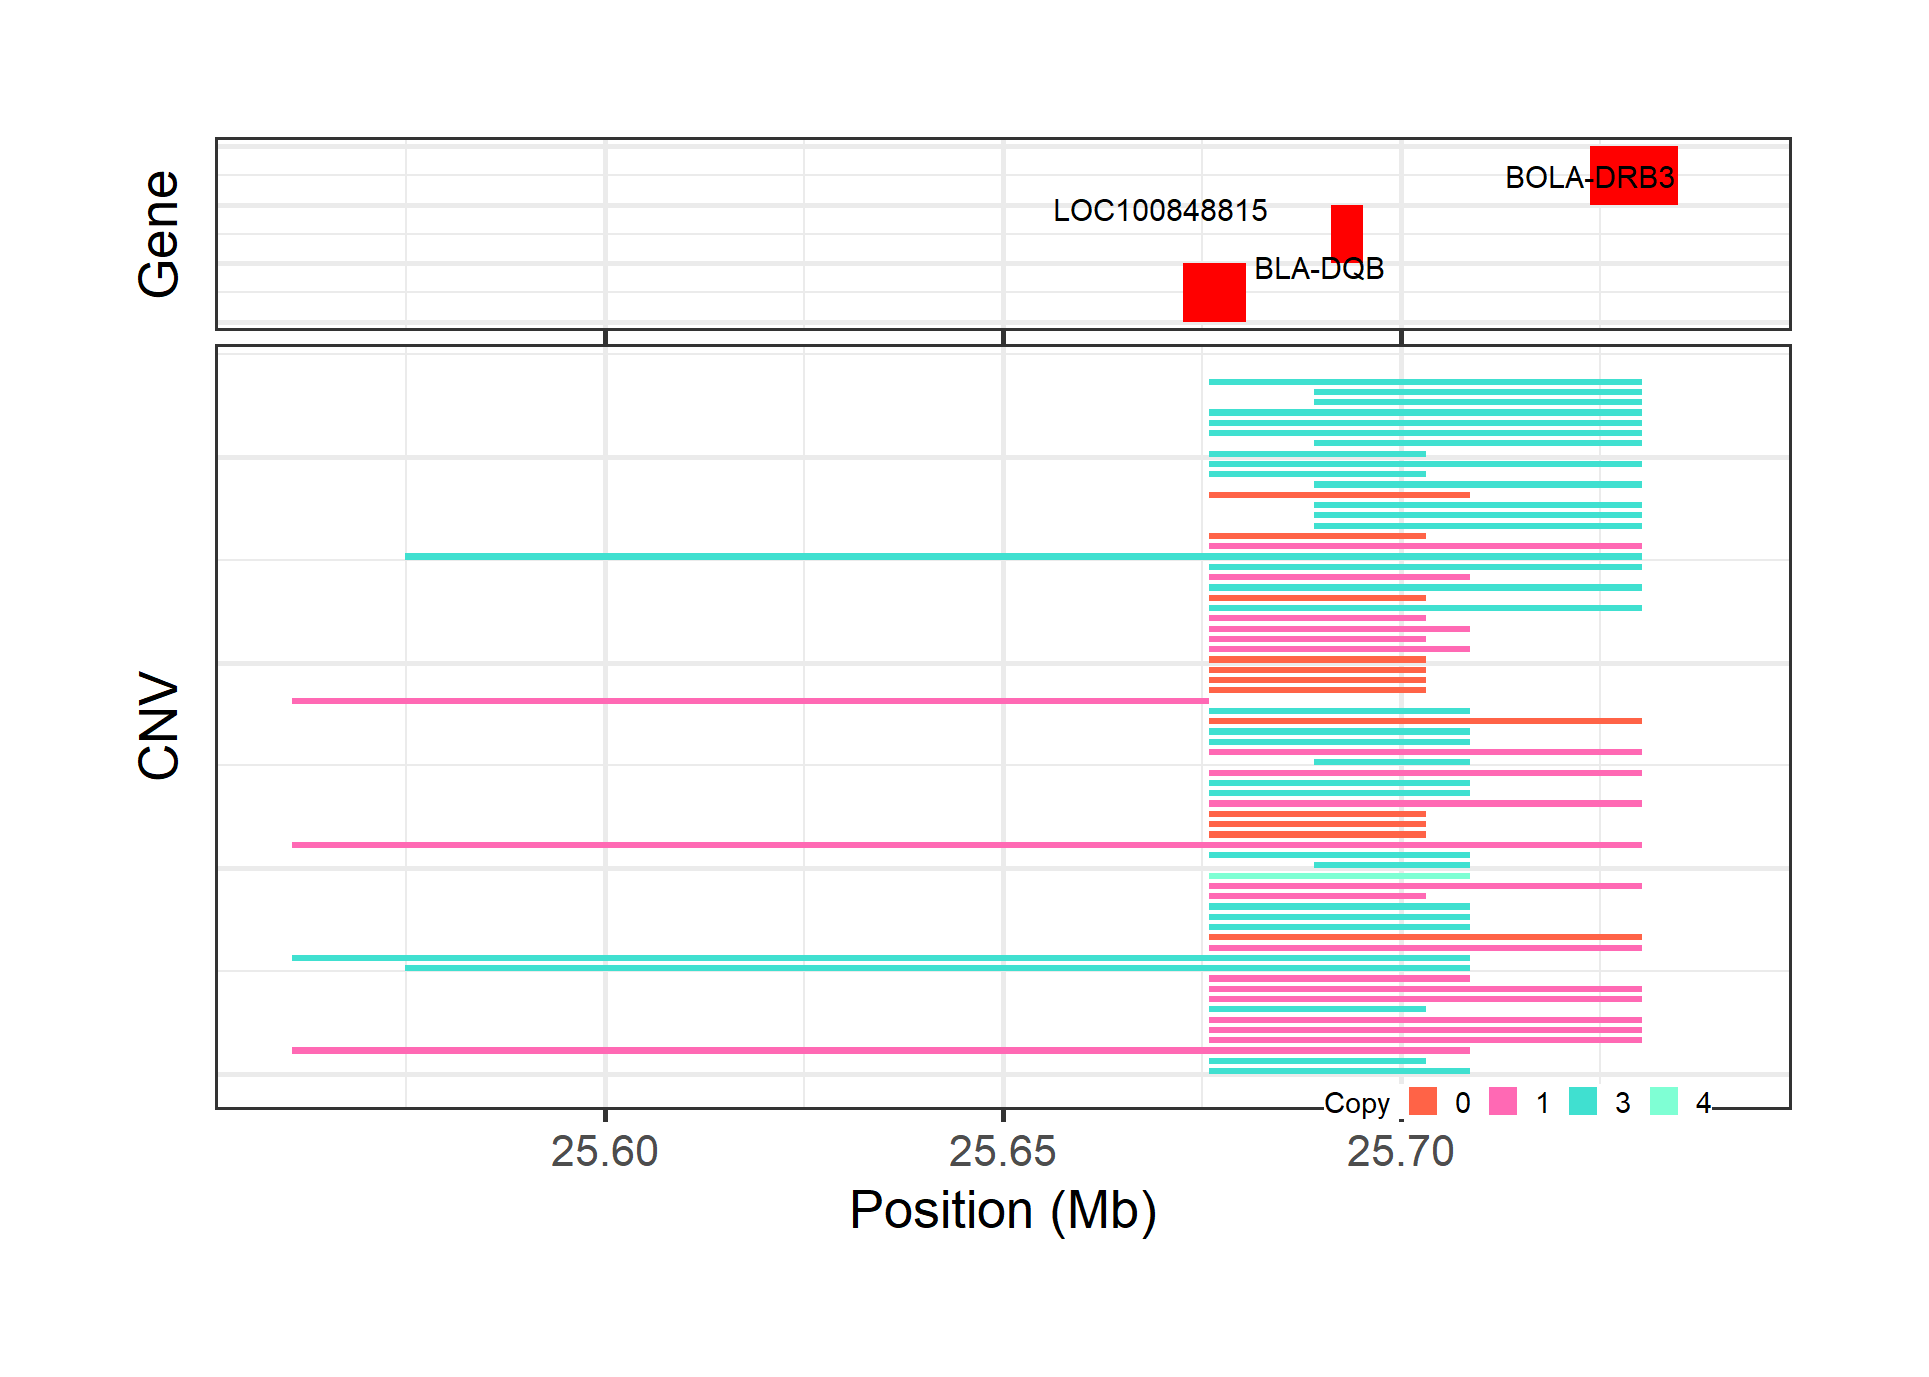 Gene
BOLA-DRB3
LOC100848815
BLA-DQB
CNV
Copy 0 1 3 4
25.60 25.65 25.70
Position (Mb)